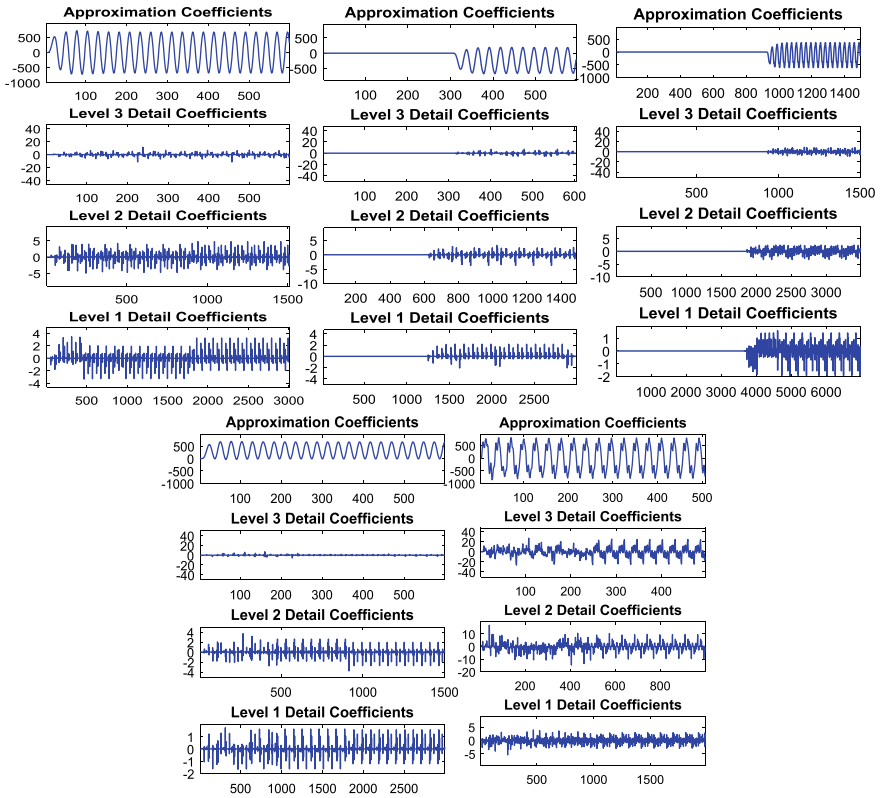 Approximation Coefficients
500
0
-500
-1000
100 200 300 400 500
Level 3 Detail Coefficients
40
20
0
-20
-40
100 200 300 400 500
Level 2 Detail Coefficients
5
0
-5
500 1000 1500
Level 1 Detail Coefficients
4
2
0
-2
-4
500 1000 1500 2000 2500 3000
Approximation Coefficients
500
0
-500
100 200 300 400 500
Level 3 Detail Coefficients
40
20
0
-20
-40
100 200 300 400 500 600
Level 2 Detail Coefficients
5
0
-5
-10
200 400 600 800 1000 1200 1400
Level 1 Detail Coefficients
4
2
0
-2
-4
500 1000 1500 2000 2500
Approximation Coefficients
500
0
-500
-1000
200 400 600 800 1000 1200 1400
Level 3 Detail Coefficients
40
20
0
-20
-40
500 1000 1500
Level 2 Detail Coefficients
5
0
-5
-10
500 1000 1500 2000 2500 3000
Level 1 Detail Coefficients
1
0
-1
-2
1000 2000 3000 4000 5000 6000
Approximation Coefficients
500
0
-500
-1000
100 200 300 400 500
Level 3 Detail Coefficients
40
20
0
-20
-40
100 200 300 400 500
Level 2 Detail Coefficients
4
2
0
-2
-4
500 1000 1500
Level 1 Detail Coefficients
1
0
-1
-2
500 1000 1500 2000 2500
Approximation Coefficients
500
0
-500
-1000
100 200 300 400 500
Level 3 Detail Coefficients
40
20
0
-20
-40
100 200 300 400
Level 2 Detail Coefficients
10
0
-10
-20
200 400 600 800
Level 1 Detail Coefficients
5
0
-5
500 1000 1500